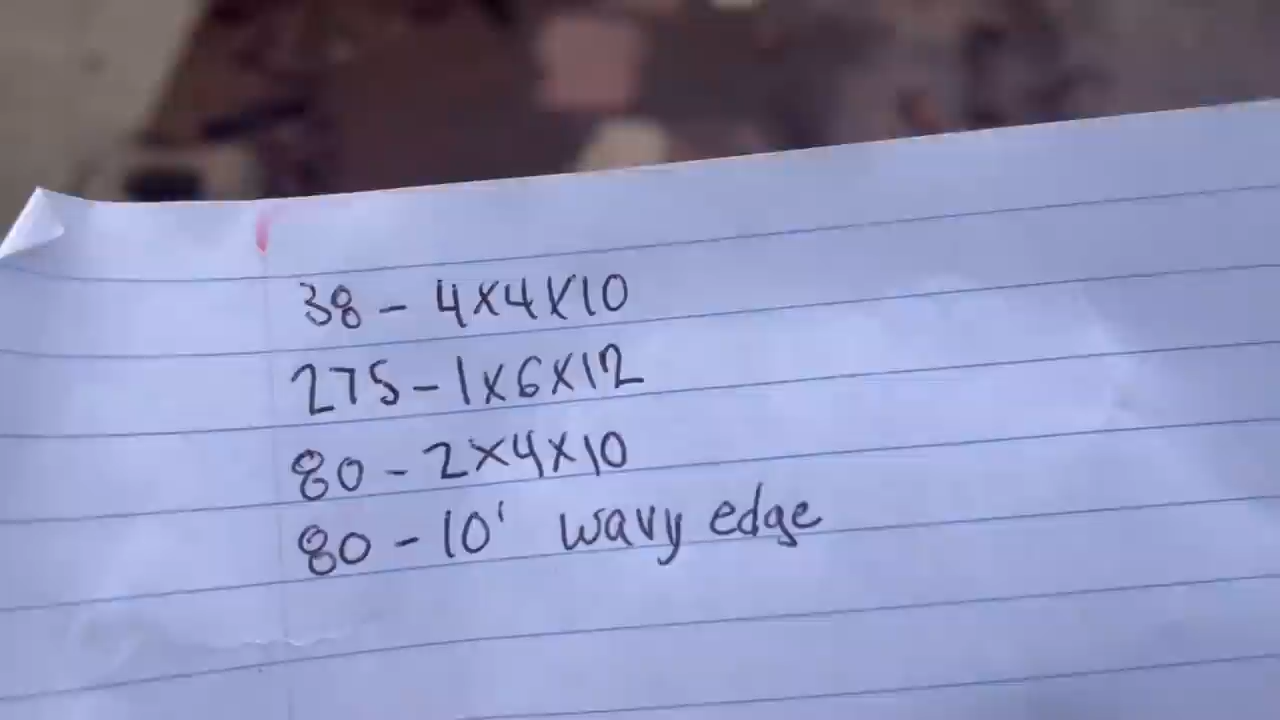 38 - 4x4x10
275 - 1x6x12
80 - 2x4x10
80 - 10' wavy edge